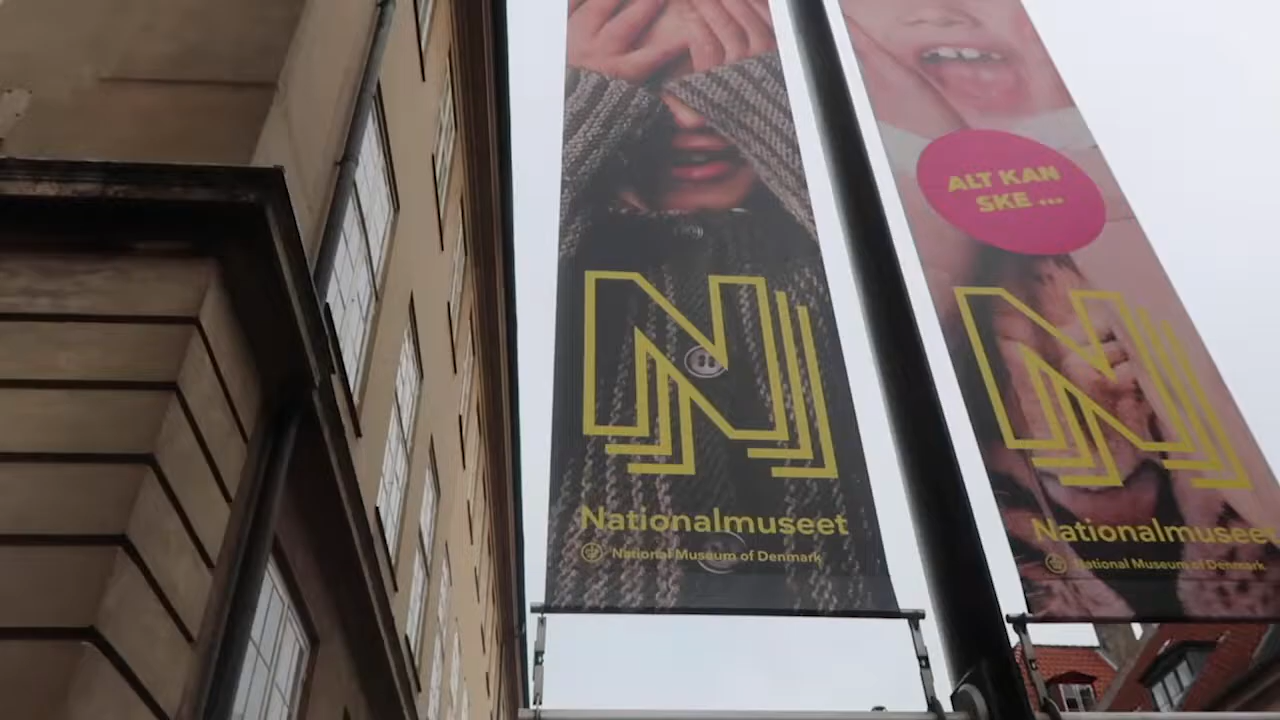 N
Nationalmuseet
National Museum of Denmark
ALT KAN
SKE ...
N
Nationalmuseet
National Museum of Denmark